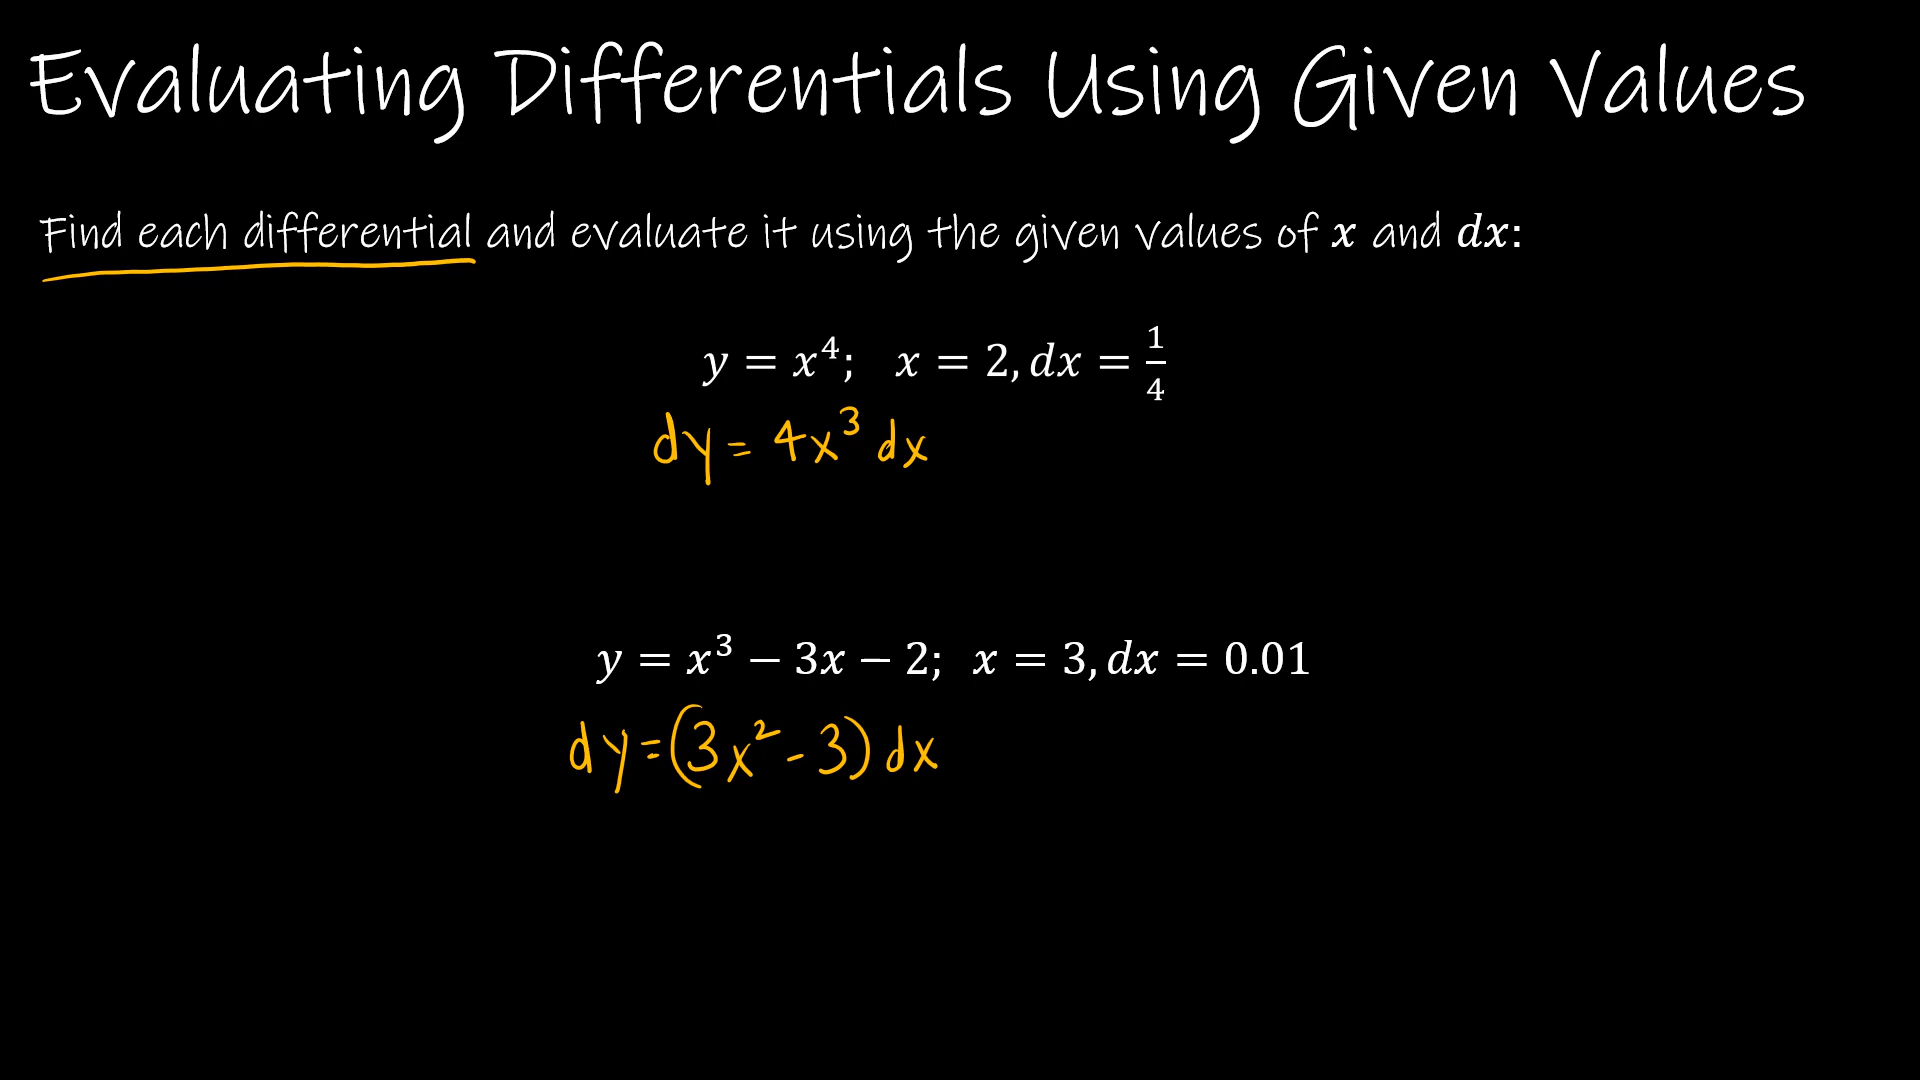 Evaluating Differentials Using Given Values
Find each differential and evaluate it using the given values of x and dx:
y = x⁴; x = 2, dx = 1/4
dy = 4x³ dx
y = x³ − 3x − 2; x = 3, dx = 0.01
dy = (3x² - 3) dx